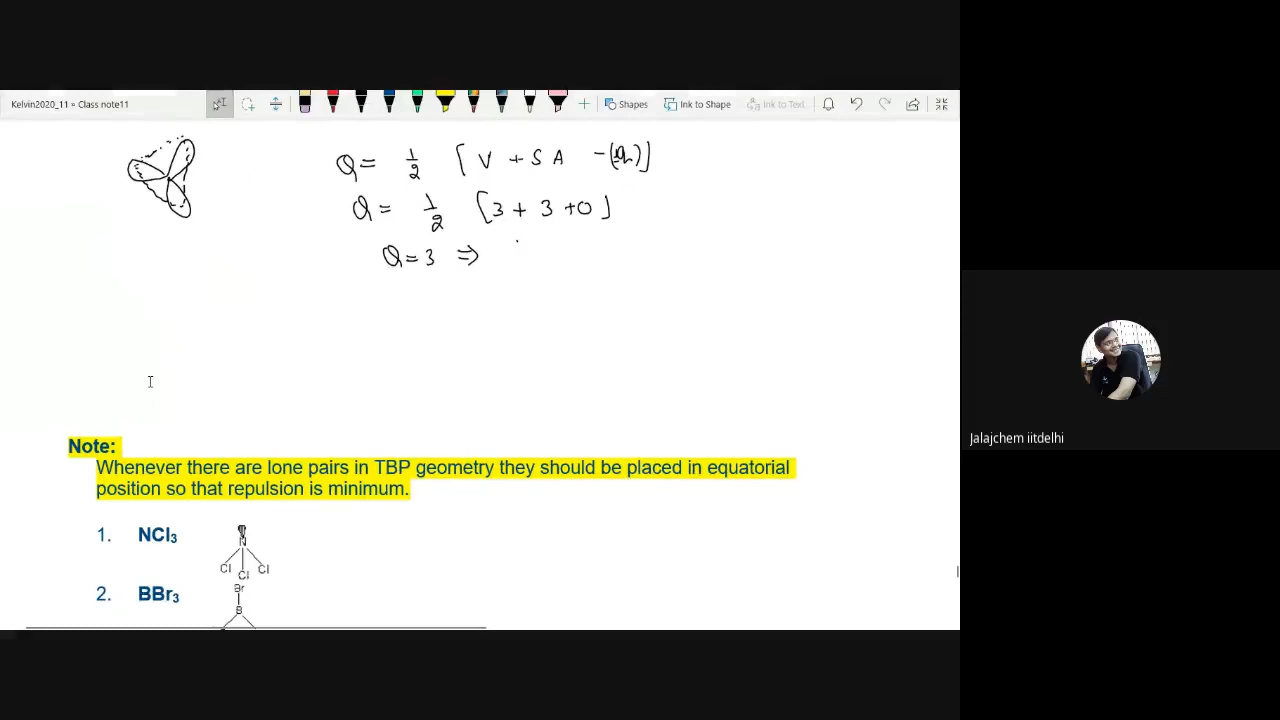 Kelvin2020_11 » Class note11
Shapes
Ink to Shape
Ink to Text
Q = 1/2 [V + SA - (
Q = 1/2 [3 + 3 + 0]
Q = 3 ⇒
Jalajchem iitdelhi
Note:
Whenever there are lone pairs in TBP geometry they should be placed in equatorial
position so that repulsion is minimum.
1. NCl₃
N
Cl Cl Cl
Br
2. BBr₃
B